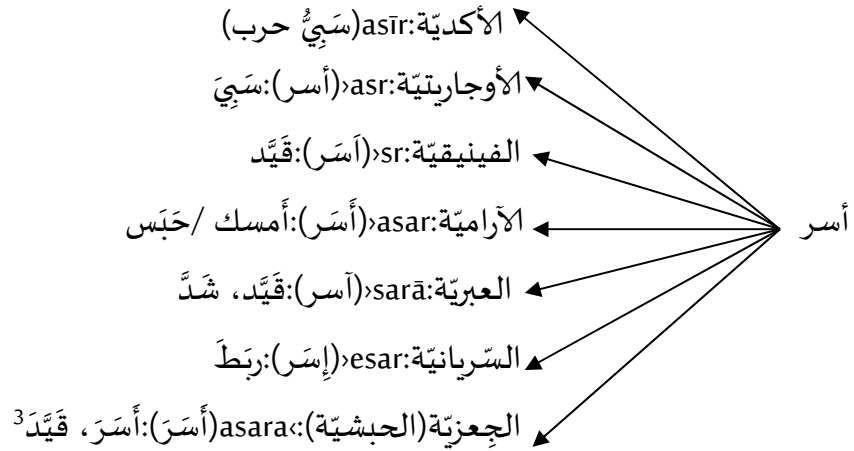 الأكديّة:asīr(سَبِيُّ حرب)
الأوجاريتيّة:asr›(أسر):سَبِيَ
الفينيقيّة:sr›(اَسَر):قَيَّد
أسر
الآراميّة:asar›(أَسَر):أَمسك /حَبَس
العبريّة:sarā›(آسر):قَيَّد، شَدَّ
السّريانيّة:esar›(إِسَر):ربَطَ
الجِعزيّة(الحبشيّة):asara›(أَسَرَ):أَسَرَ، قَيَّدَ3